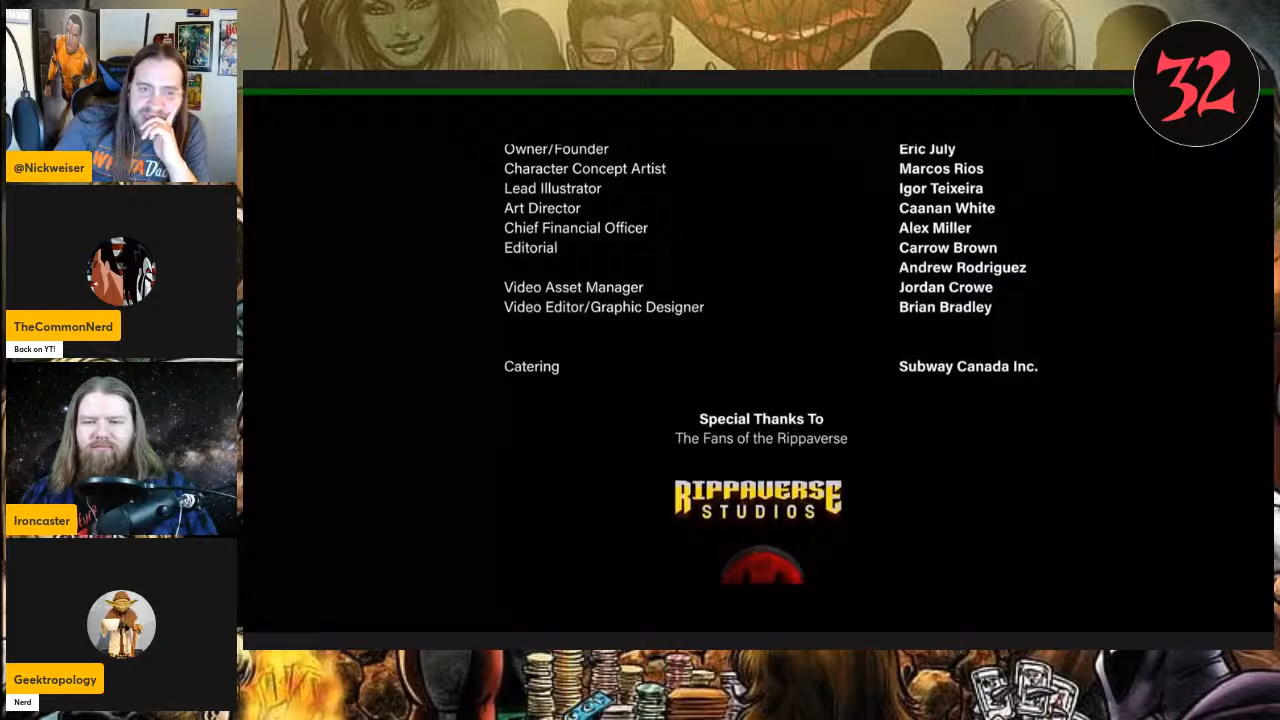 @Nickweiser
TheCommonNerd
Back on YT!
Ironcaster
Geektropology
Nerd
32
Owner/Founder Eric July
Character Concept Artist Marcos Rios
Lead Illustrator Igor Teixeira
Art Director Caanan White
Chief Financial Officer Alex Miller
Editorial Carrow Brown
Andrew Rodriguez
Video Asset Manager Jordan Crowe
Video Editor/Graphic Designer Brian Bradley
Catering Subway Canada Inc.
Special Thanks To
The Fans of the Rippaverse
RIPPAVERSE
STUDIOS